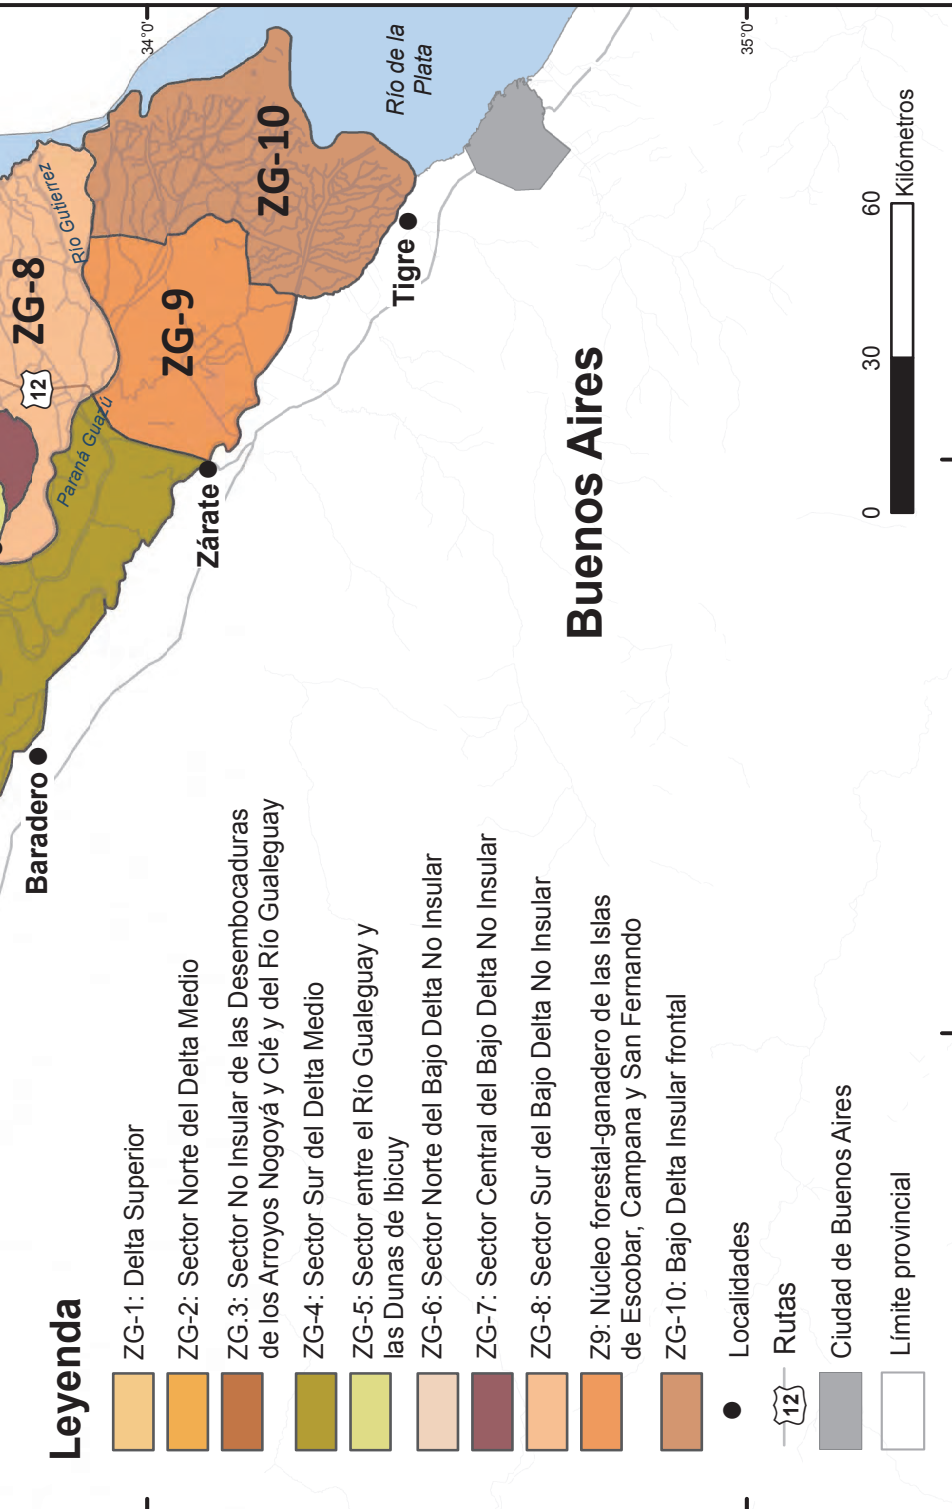 34°0'
35°0'
Río de la
Plata
Río Gutierrez
ZG-8
ZG-10
ZG-9
12
Paraná Guazú
Tigre
Zárate
Baradero
Buenos Aires
0
30
60
Kilómetros
Leyenda
ZG-1: Delta Superior
ZG-2: Sector Norte del Delta Medio
ZG.3: Sector No Insular de las Desembocaduras
de los Arroyos Nogoyá y Clé y del Río Gualeguay
ZG-4: Sector Sur del Delta Medio
ZG-5: Sector entre el Río Gualeguay y
las Dunas de Ibicuy
ZG-6: Sector Norte del Bajo Delta No Insular
ZG-7: Sector Central del Bajo Delta No Insular
ZG-8: Sector Sur del Bajo Delta No Insular
Z9: Núcleo forestal-ganadero de las Islas
de Escobar, Campana y San Fernando
ZG-10: Bajo Delta Insular frontal
Localidades
12
Rutas
Ciudad de Buenos Aires
Límite provincial